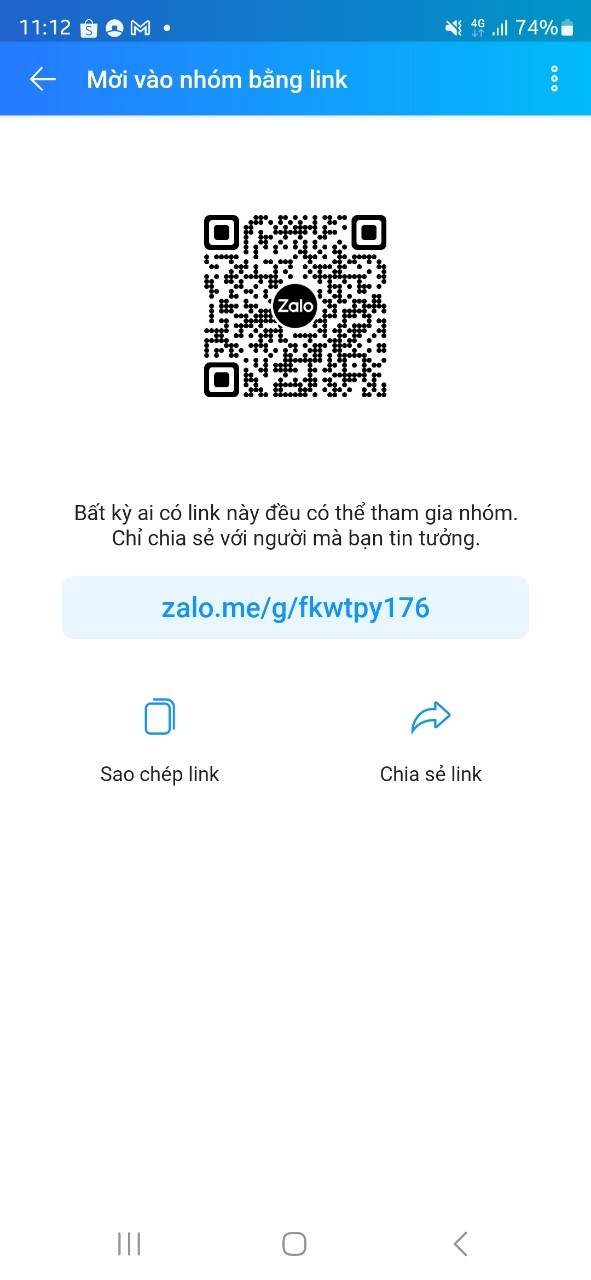 11:12 4G 74%
Mời vào nhóm bằng link
Zalo
Bất kỳ ai có link này đều có thể tham gia nhóm.
Chỉ chia sẻ với người mà bạn tin tưởng.
zalo.me/g/fkwtpy176
Sao chép link Chia sẻ link